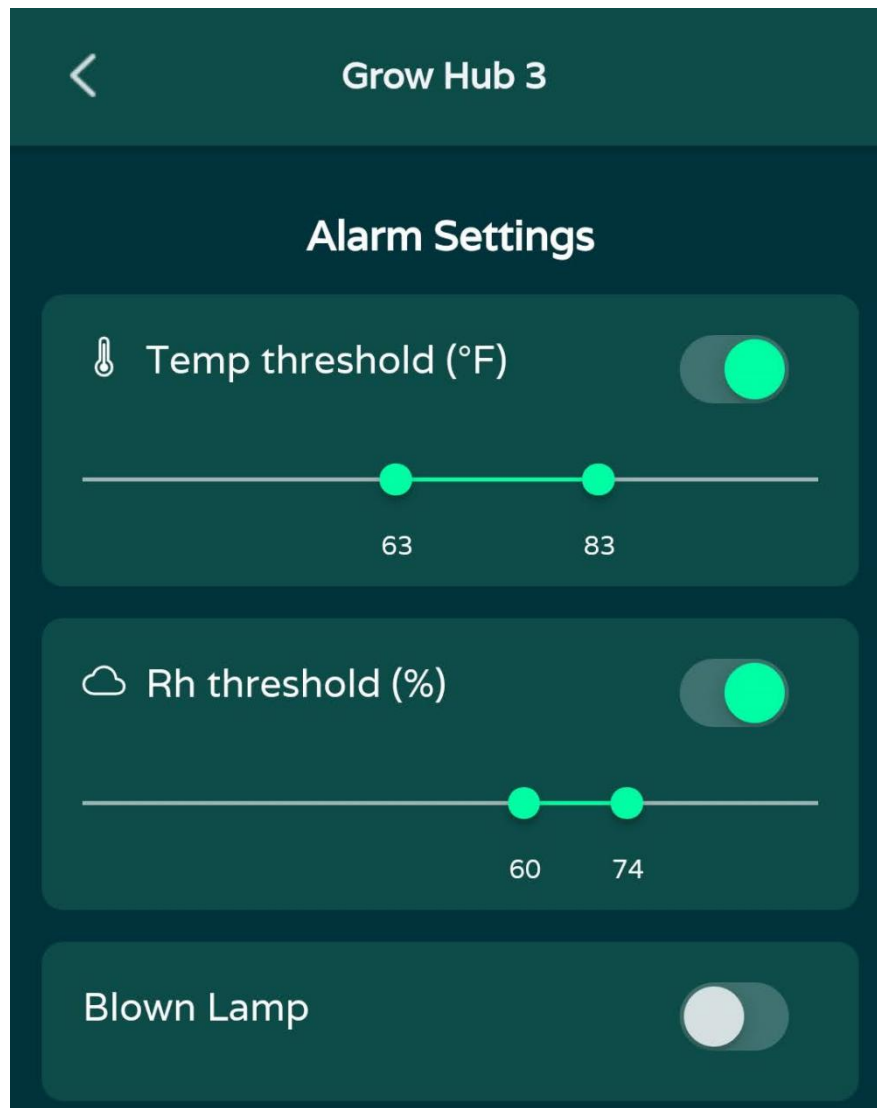 Grow Hub 3
Alarm Settings
Temp threshold (°F)
63 83
Rh threshold (%)
60 74
Blown Lamp